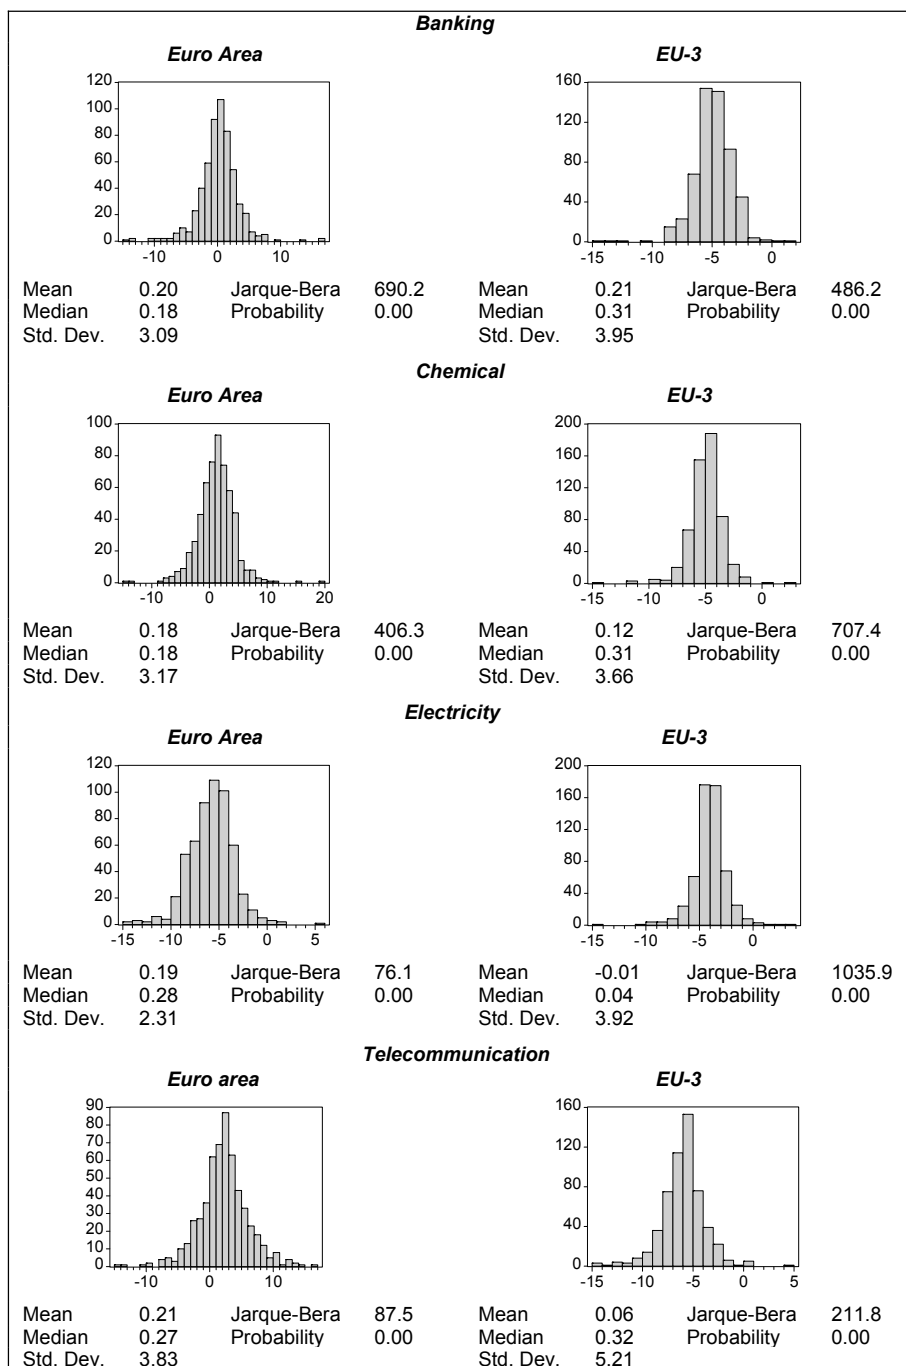 Banking
Euro Area EU-3
120
100
80
60
40
20
0
-10 0 10
160
120
80
40
0
-15 -10 -5 0
Mean 0.20 Jarque-Bera 690.2 Mean 0.21 Jarque-Bera 486.2
Median 0.18 Probability 0.00 Median 0.31 Probability 0.00
Std. Dev. 3.09 Std. Dev. 3.95
Chemical
Euro Area EU-3
100
80
60
40
20
0
-10 0 10 20
200
160
120
80
40
0
-15 -10 -5 0
Mean 0.18 Jarque-Bera 406.3 Mean 0.12 Jarque-Bera 707.4
Median 0.18 Probability 0.00 Median 0.31 Probability 0.00
Std. Dev. 3.17 Std. Dev. 3.66
Electricity
Euro Area EU-3
120
100
80
60
40
20
0
-15 -10 -5 0 5
200
160
120
80
40
0
-15 -10 -5 0
Mean 0.19 Jarque-Bera 76.1 Mean -0.01 Jarque-Bera 1035.9
Median 0.28 Probability 0.00 Median 0.04 Probability 0.00
Std. Dev. 2.31 Std. Dev. 3.92
Telecommunication
Euro area EU-3
90
80
70
60
50
40
30
20
10
0
-10 0 10
160
120
80
40
0
-15 -10 -5 0 5
Mean 0.21 Jarque-Bera 87.5 Mean 0.06 Jarque-Bera 211.8
Median 0.27 Probability 0.00 Median 0.32 Probability 0.00
Std. Dev. 3.83 Std. Dev. 5.21